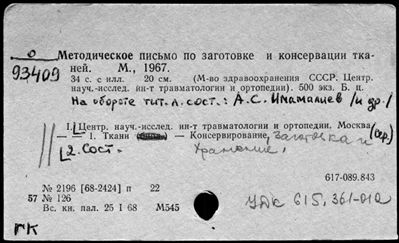 о
93409
Методическое письмо по заготовке и консервации тка-
ней. М., 1967.
34 с. с илл. 20 см. (М-во здравоохранения СССР. Центр.
науч.-исслед. ин-т травматологии и ортопедии). 500 экз. Б. ц.
На обороте тит. л. сост.: А.С. Имамалиев /и др./
I. Центр. науч.-исслед. ин-т травматологии и ортопедии. Москва (сер.)
— — 1. Ткани — Консервирование, заготовка и
хранение.
2. Сост.
617-089.843
№ 2196 [68-2424] п 22
57 № 126
Вс. кн. пал. 25 I 68 М545
УДК 615.361-012
ГК